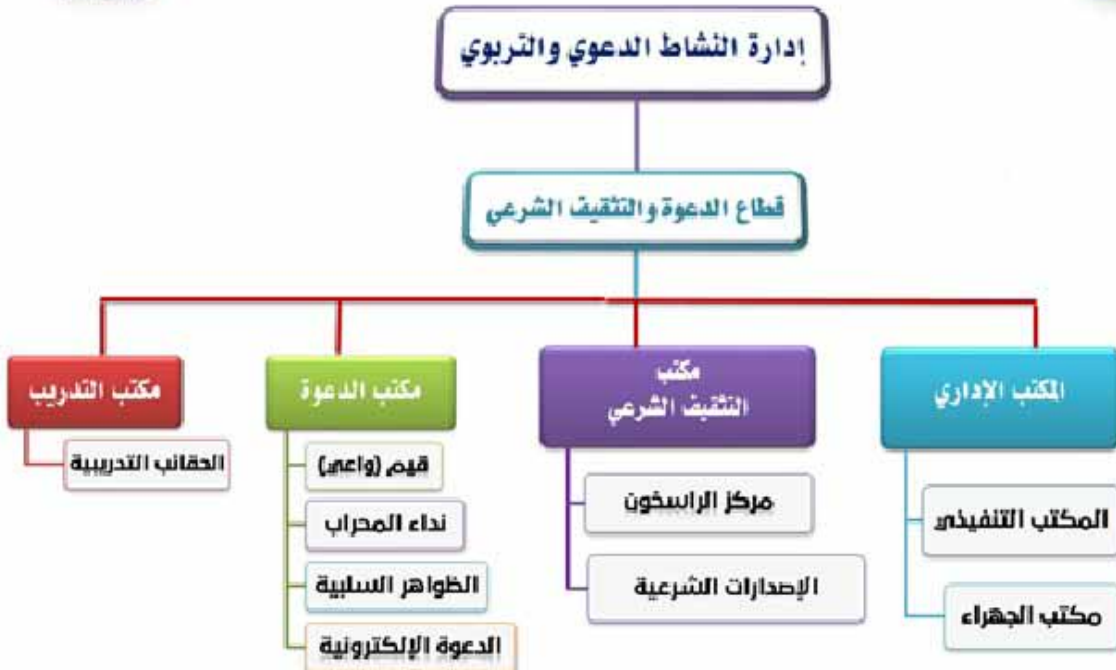 إدارة النشاط الدعوي والتربوي
قطاع الدعوة والتثقيف الشرعي
المكتب الإداري
المكتب التنفيذي
مكتب الجهراء
مكتب
التثقيف الشرعي
مركز الراسخون
الإصدارات الشرعية
مكتب الدعوة
قيم (واعي)
نداء المحراب
الظواهر السلبية
الدعوة الإلكترونية
مكتب التدريب
الحقائب التدريبية